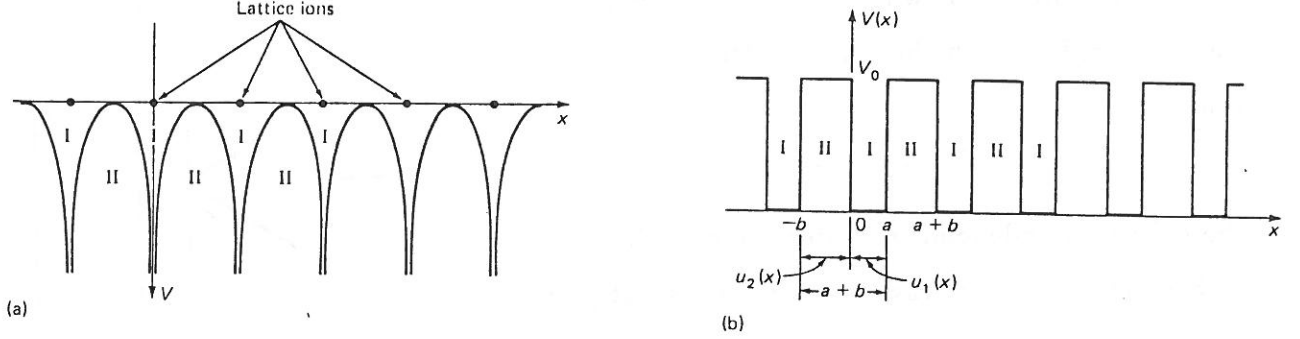 Lattice ions
I I I
II II II
x
V
(a)
V(x)
V₀
I II I II I II I
−b 0 a a + b
x
u₂(x) u₁(x)
a + b
(b)